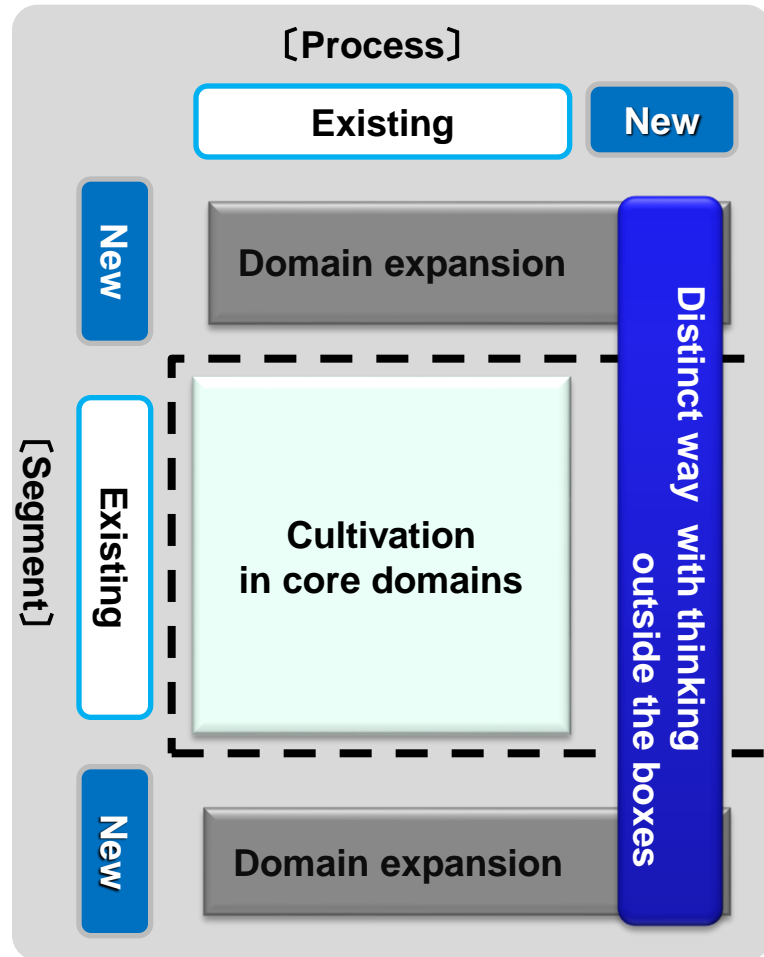 〔Process〕
Existing
New
New
Domain expansion
〔Segment〕
Existing
Cultivation
in core domains
Distinct way  with thinking
outside the boxes
New
Domain expansion